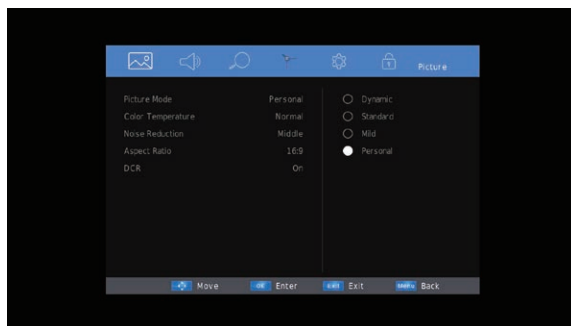 Picture
Picture Mode Personal
Color Temperature Normal
Noise Reduction Middle
Aspect Ratio 16:9
DCR On
Dynamic
Standard
Mild
Personal
Move OK Enter EXIT Exit Menu Back